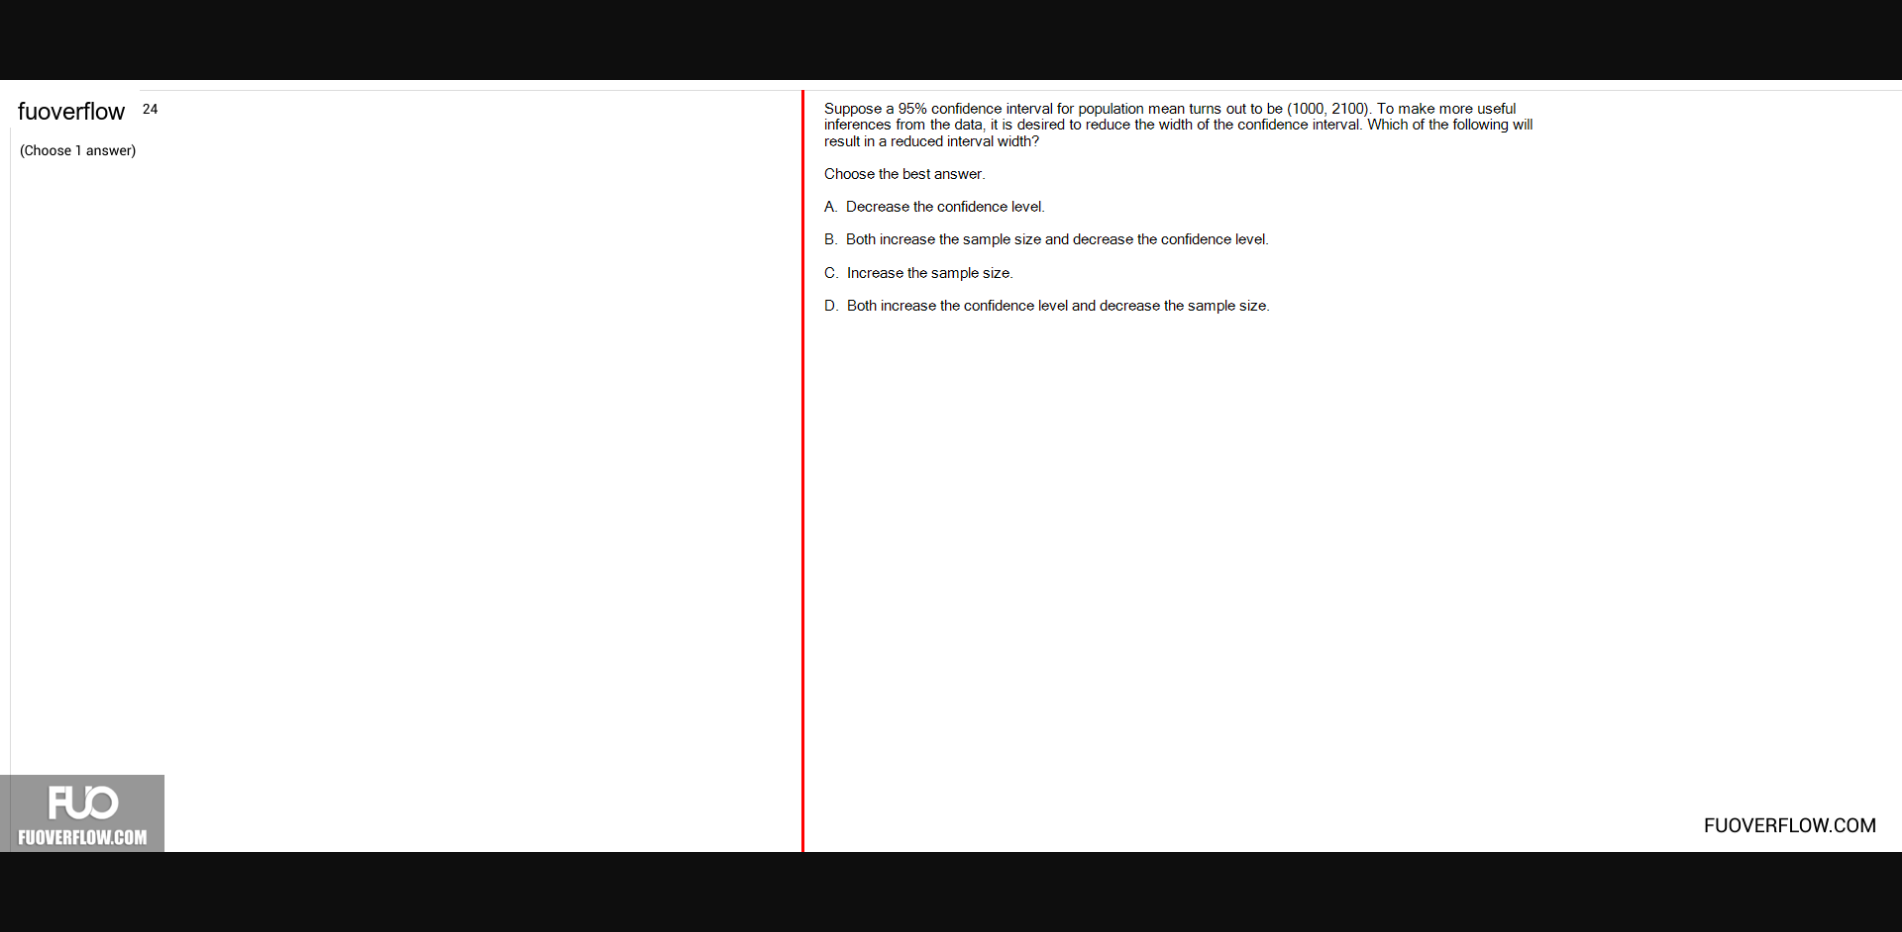 fuoverflow 24
(Choose 1 answer)
Suppose a 95% confidence interval for population mean turns out to be (1000, 2100). To make more useful
inferences from the data, it is desired to reduce the width of the confidence interval. Which of the following will
result in a reduced interval width?
Choose the best answer.
A. Decrease the confidence level.
B. Both increase the sample size and decrease the confidence level.
C. Increase the sample size.
D. Both increase the confidence level and decrease the sample size.
FUO
FUOVERFLOW.COM
FUOVERFLOW.COM